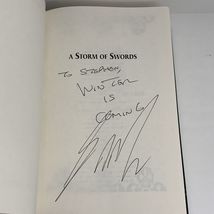 A STORM OF SWORDS
TO STEPHEN,
WINTER
IS
COMING